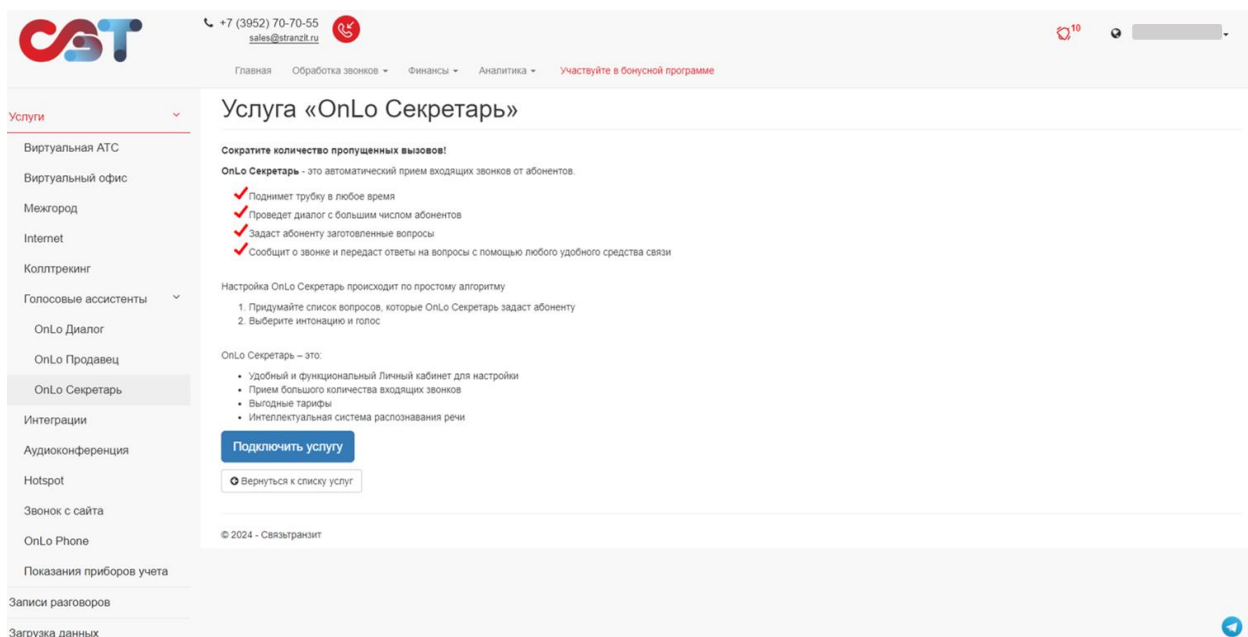 CST
+7 (3952) 70-70-55
sales@stranzit.ru
10
Главная Обработка звонков Финансы Аналитика Участвуйте в бонусной программе
Услуги
Виртуальная АТС
Виртуальный офис
Межгород
Internet
Коллтрекинг
Голосовые ассистенты
OnLo Диалог
OnLo Продавец
OnLo Секретарь
Интеграции
Аудиоконференция
Hotspot
Звонок с сайта
OnLo Phone
Показания приборов учета
Записи разговоров
Загрузка данных
Услуга «OnLo Секретарь»
Сократите количество пропущенных вызовов!
OnLo Секретарь - это автоматический прием входящих звонков от абонентов.
Поднимет трубку в любое время
Проведет диалог с большим числом абонентов
Задаст абоненту заготовленные вопросы
Сообщит о звонке и передаст ответы на вопросы с помощью любого удобного средства связи
Настройка OnLo Секретарь происходит по простому алгоритму
1. Придумайте список вопросов, которые OnLo Секретарь задаст абоненту
2. Выберите интонацию и голос
OnLo Секретарь – это:
• Удобный и функциональный Личный кабинет для настройки
• Прием большого количества входящих звонков
• Выгодные тарифы
• Интеллектуальная система распознавания речи
Подключить услугу
Вернуться к списку услуг
© 2024 - Связьтранзит